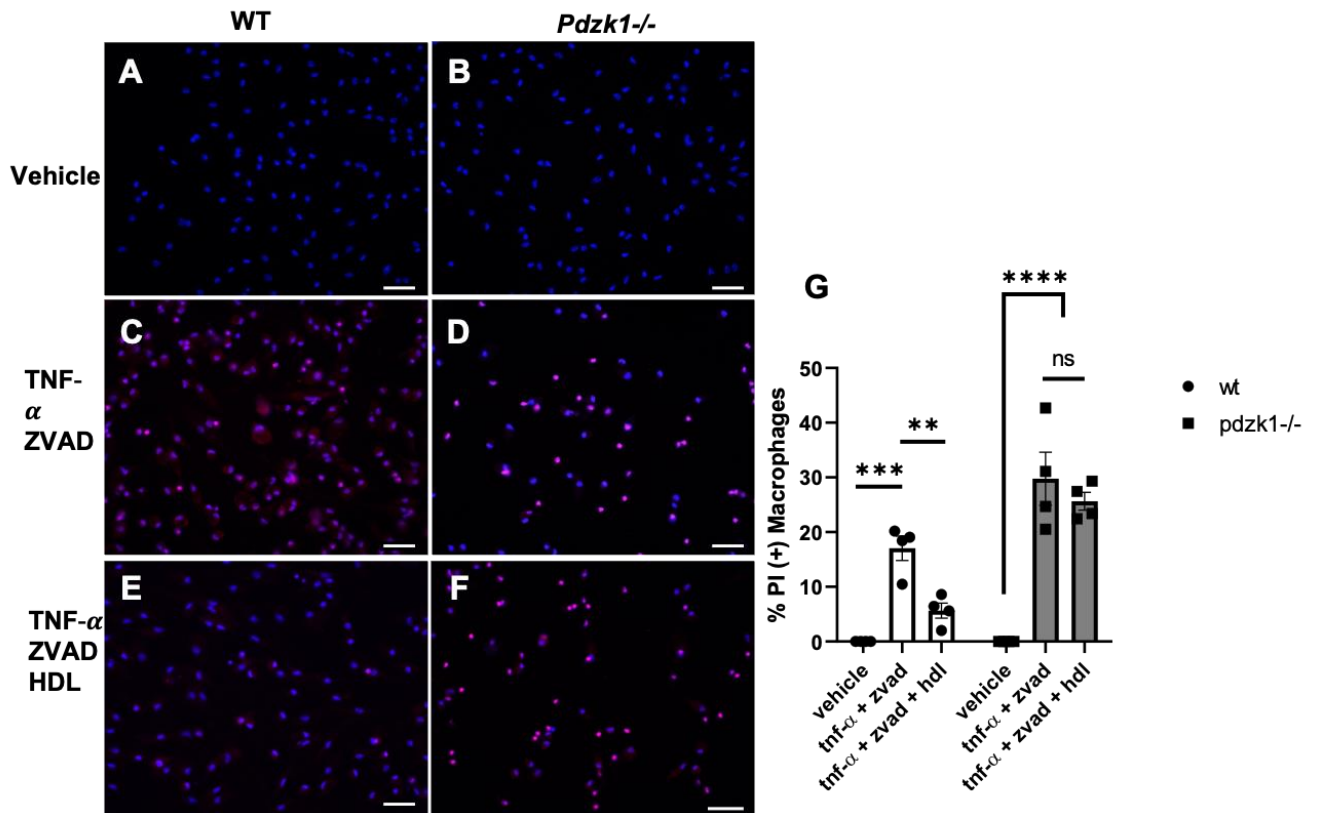 WT
Pdzk1-/-
A
B
Vehicle
C
D
TNF-
α
ZVAD
E
F
TNF-α
ZVAD
HDL
G
****
ns
***
**
% PI (+) Macrophages
50
40
30
20
10
0
vehicle
tnf-α + zvad
tnf-α + zvad + hdl
vehicle
tnf-α + zvad
tnf-α + zvad + hdl
wt
pdzk1-/-